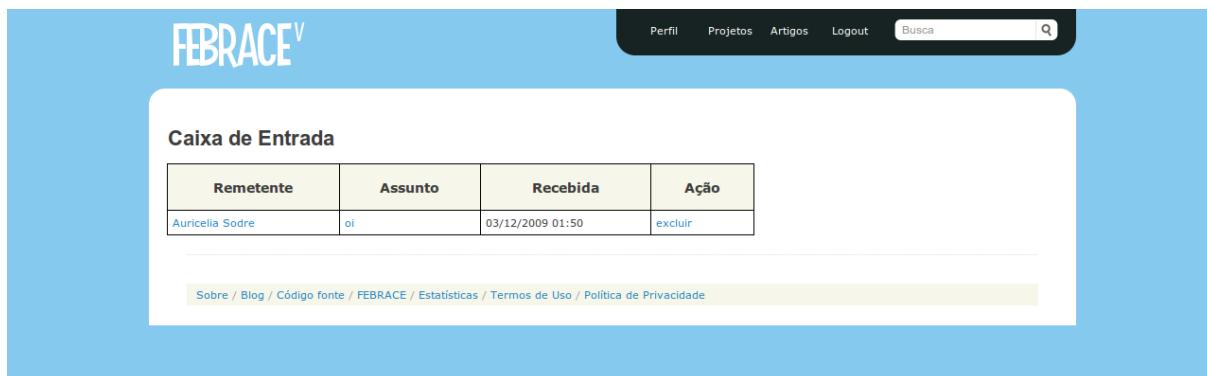 FEBRACE V
Perfil Projetos Artigos Logout Busca
Caixa de Entrada
Remetente Assunto Recebida Ação
Auricelia Sodre oi 03/12/2009 01:50 excluir
Sobre / Blog / Código fonte / FEBRACE / Estatísticas / Termos de Uso / Política de Privacidade